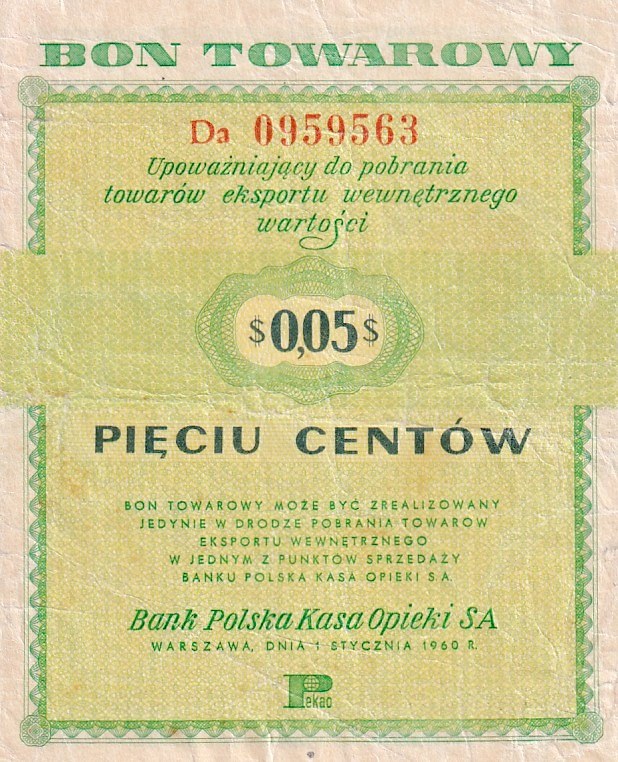 BON TOWAROWY
Da 0959563
Upoważniający do pobrania
towarów eksportu wewnętrznego
wartości
$0,05$
PIĘCIU CENTÓW
BON TOWAROWY MOŻE BYĆ ZREALIZOWANY
JEDYNIE W DRODZE POBRANIA TOWAROW
EKSPORTU WEWNĘTRZNEGO
W JEDNYM Z PUNKTÓW SPRZEDAŻY
BANKU POLSKA KASA OPIEKI S.A.
Bank Polska Kasa Opieki SA
WARSZAWA, DNIA 1 STYCZNIA 1960 R.
Pekao